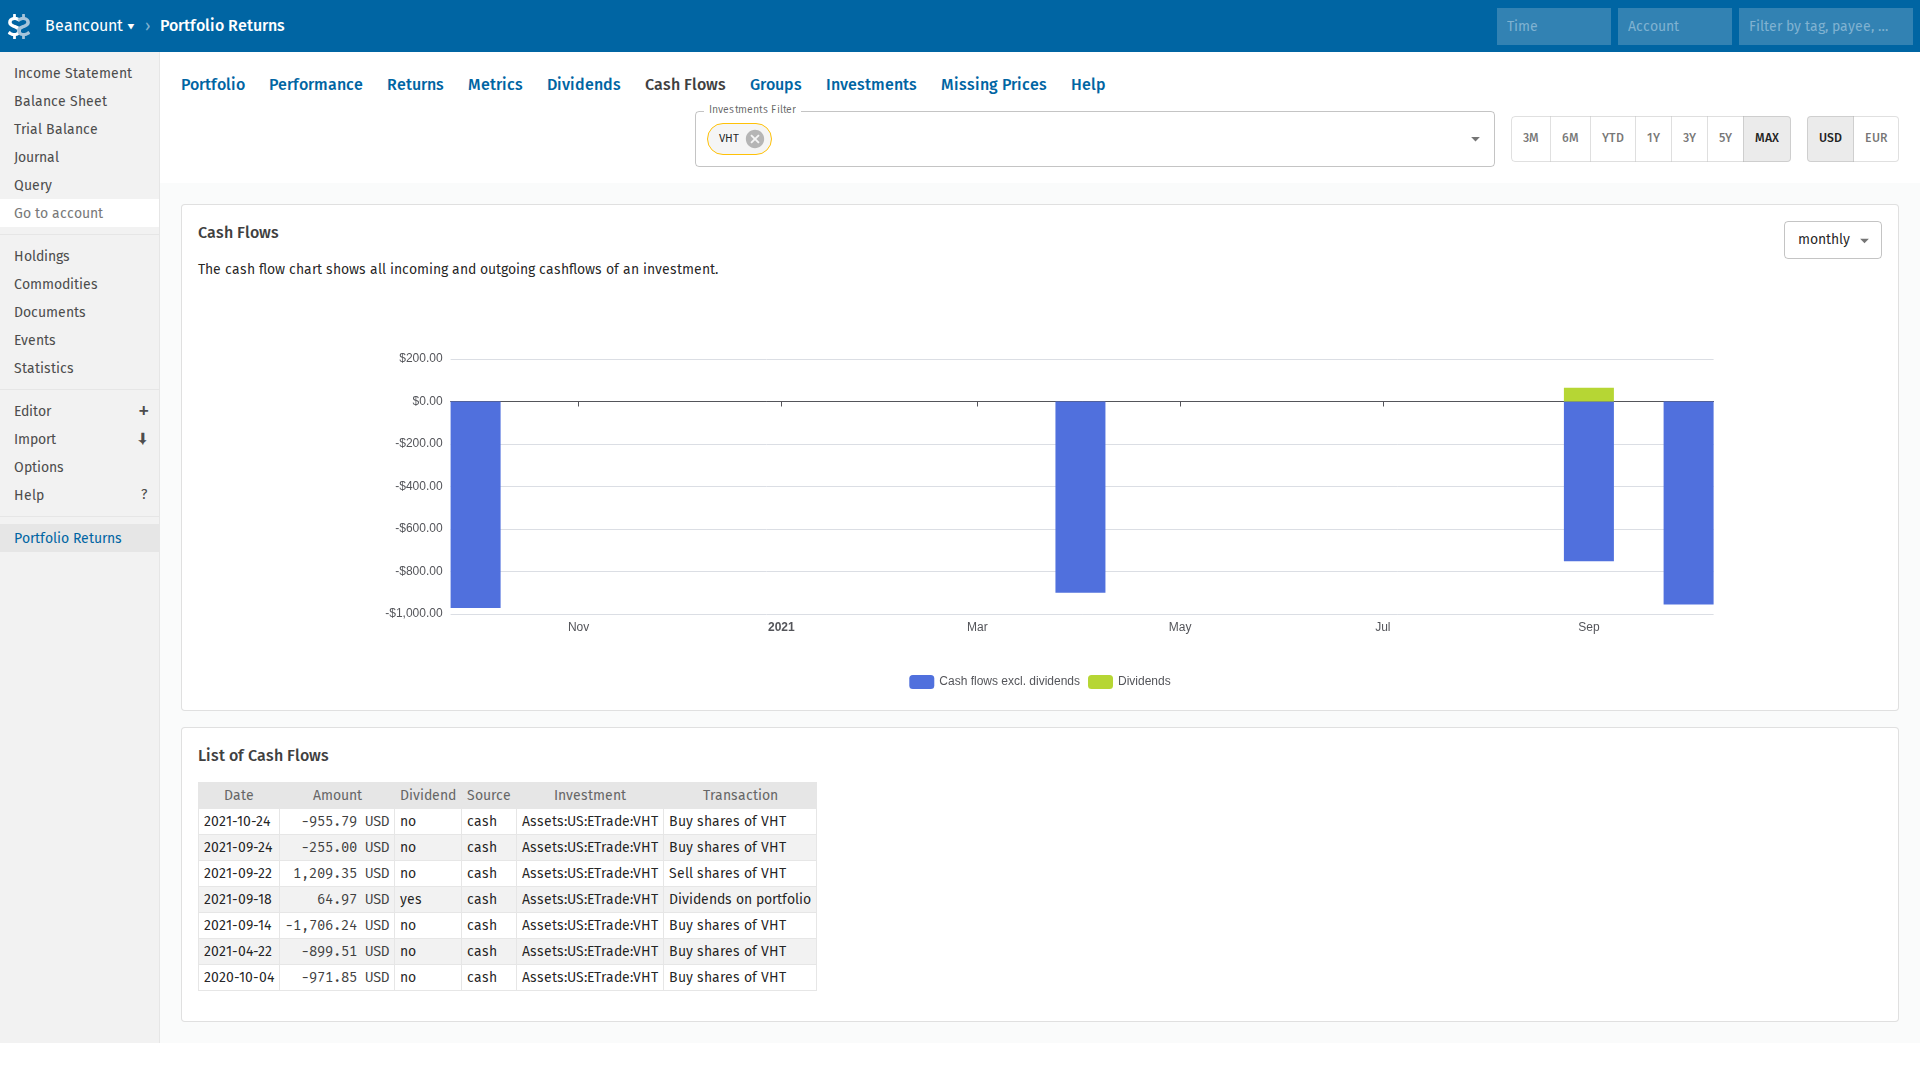 Beancount ▾ › Portfolio Returns
Time
Account
Filter by tag, payee, ...
Income Statement
Balance Sheet
Trial Balance
Journal
Query
Go to account
Holdings
Commodities
Documents
Events
Statistics
Editor +
Import ⬇
Options
Help ?
Portfolio Returns
Portfolio Performance Returns Metrics Dividends Cash Flows Groups Investments Missing Prices Help
Investments Filter
VHT
3M 6M YTD 1Y 3Y 5Y MAX USD EUR
Cash Flows
monthly
The cash flow chart shows all incoming and outgoing cashflows of an investment.
$200.00
$0.00
-$200.00
-$400.00
-$600.00
-$800.00
-$1,000.00
Nov 2021 Mar May Jul Sep
Cash flows excl. dividends Dividends
List of Cash Flows
Date Amount Dividend Source Investment Transaction
2021-10-24 -955.79 USD no cash Assets:US:ETrade:VHT Buy shares of VHT
2021-09-24 -255.00 USD no cash Assets:US:ETrade:VHT Buy shares of VHT
2021-09-22 1,209.35 USD no cash Assets:US:ETrade:VHT Sell shares of VHT
2021-09-18 64.97 USD yes cash Assets:US:ETrade:VHT Dividends on portfolio
2021-09-14 -1,706.24 USD no cash Assets:US:ETrade:VHT Buy shares of VHT
2021-04-22 -899.51 USD no cash Assets:US:ETrade:VHT Buy shares of VHT
2020-10-04 -971.85 USD no cash Assets:US:ETrade:VHT Buy shares of VHT